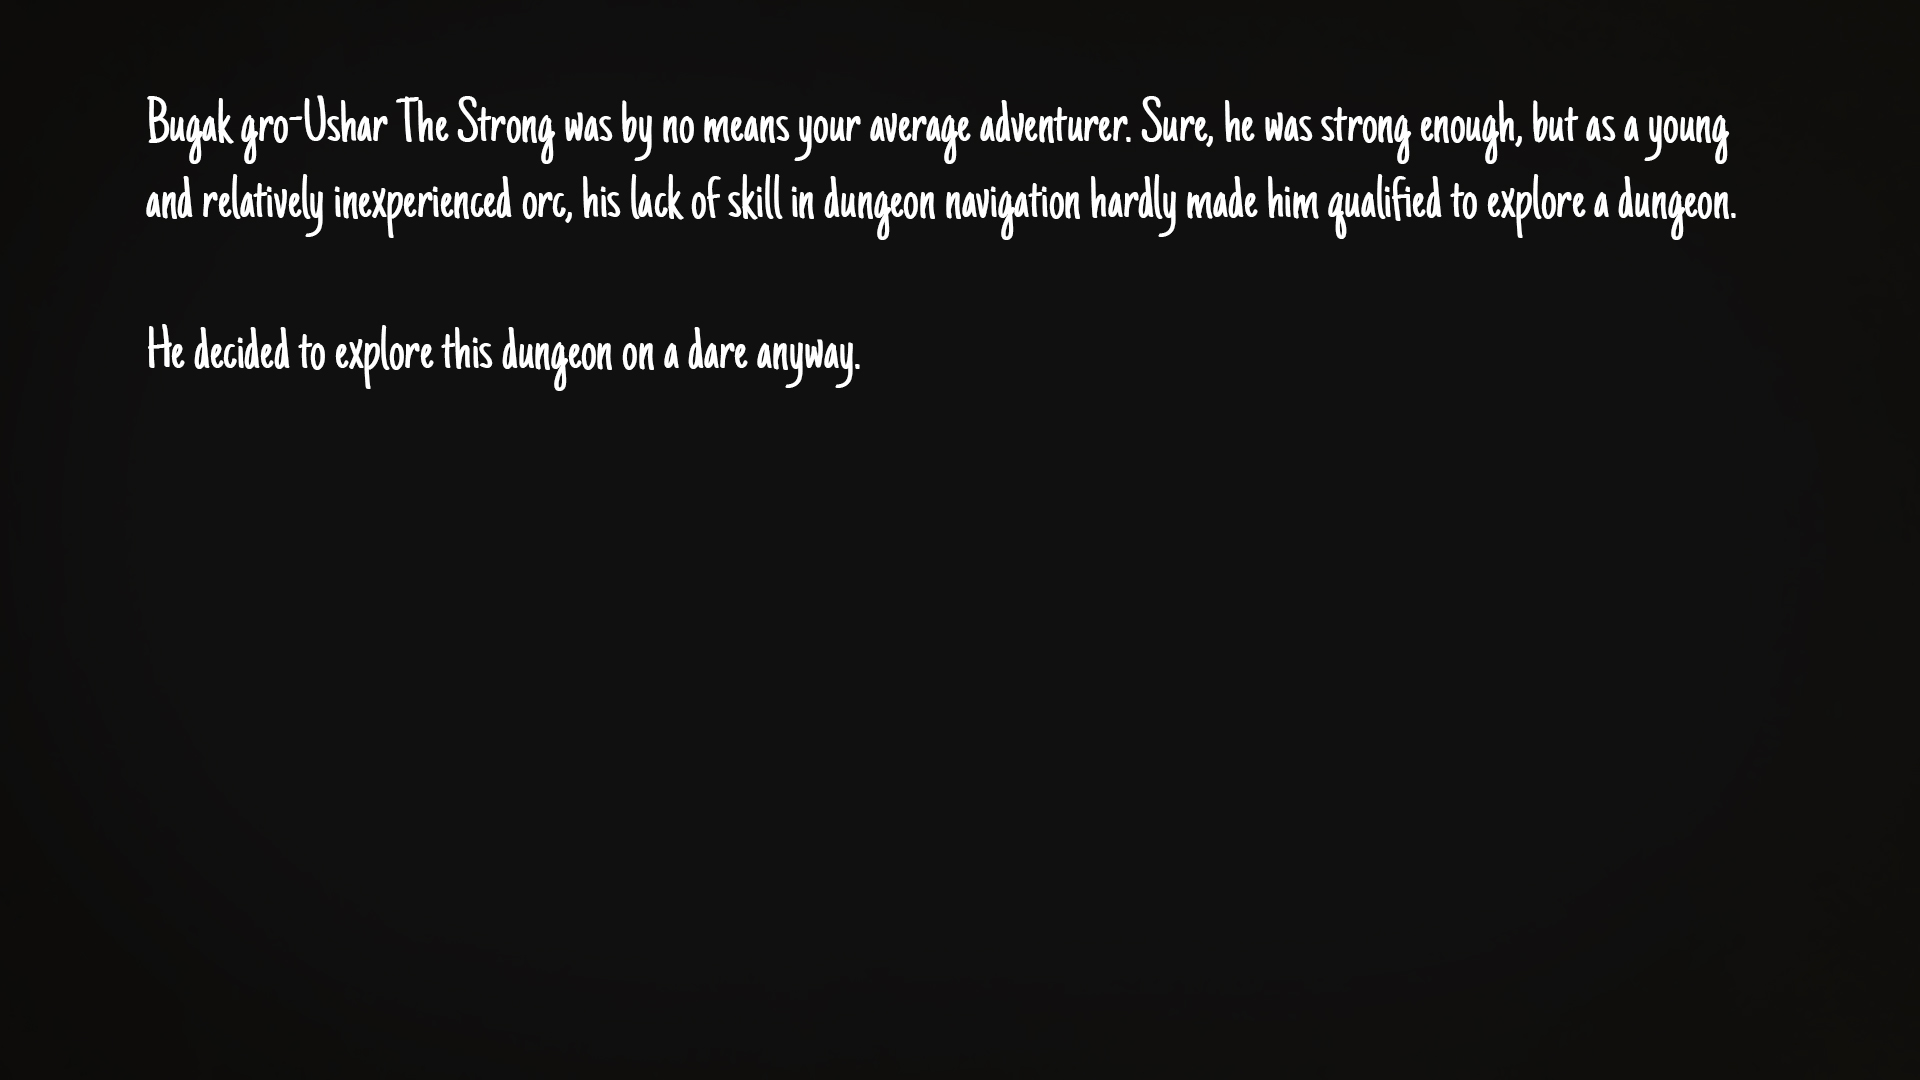 Bugak gro-Ushar The Strong was by no means your average adventurer. Sure, he was strong enough, but as a young
and relatively inexperienced orc, his lack of skill in dungeon navigation hardly made him qualified to explore a dungeon.
He decided to explore this dungeon on a dare anyway.